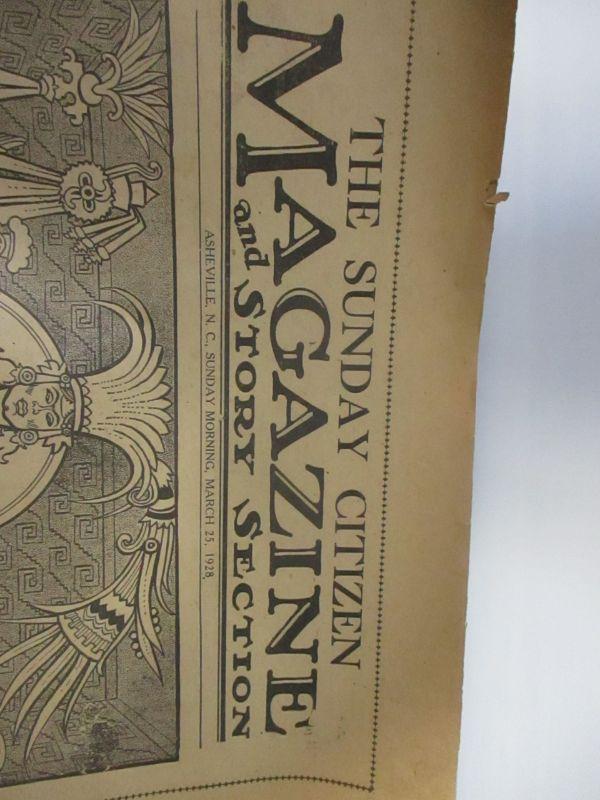 THE SUNDAY CITIZEN
MAGAZINE
and STORY SECTION
ASHEVILLE, N. C., SUNDAY MORNING, MARCH 25, 1928.